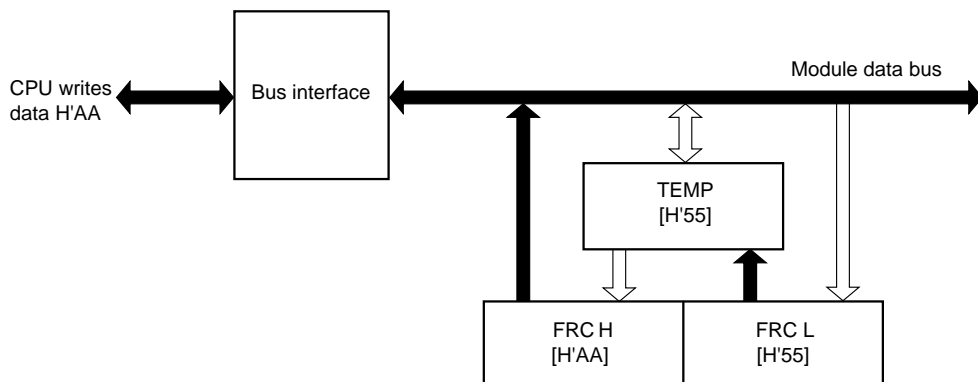 CPU writes
data H'AA
Bus interface
Module data bus
TEMP
[H'55]
FRC H
[H'AA]
FRC L
[H'55]